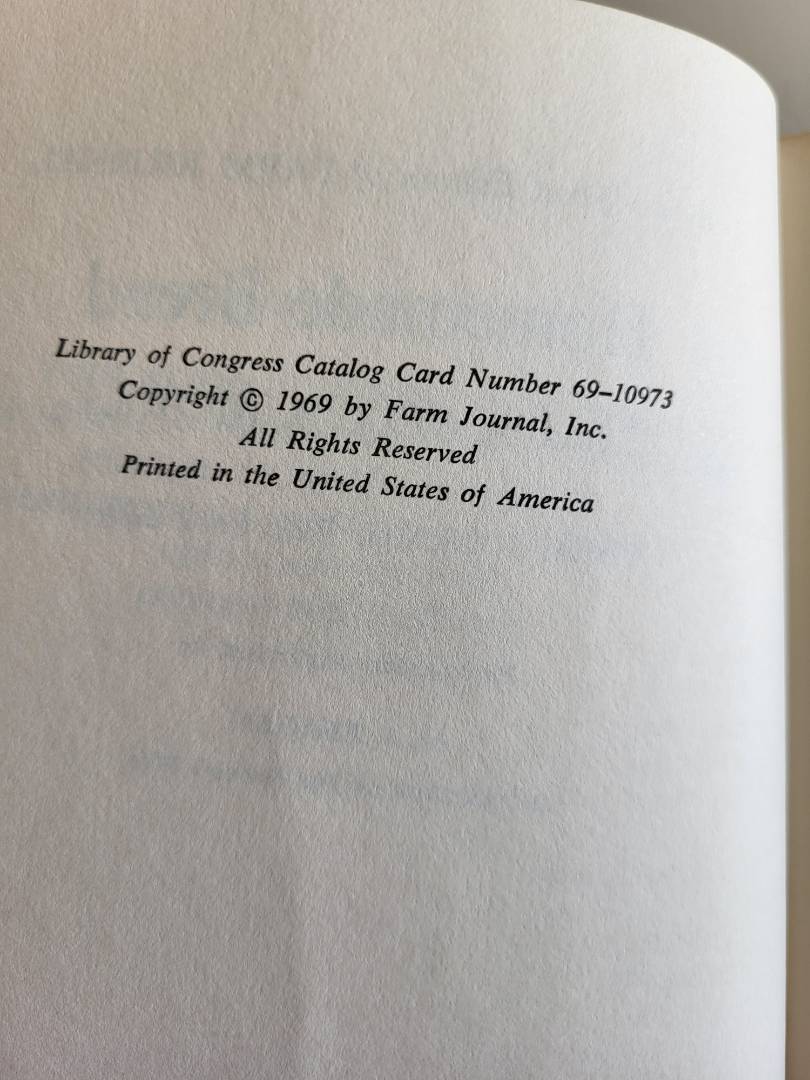 Library of Congress Catalog Card Number 69–10973
Copyright © 1969 by Farm Journal, Inc.
All Rights Reserved
Printed in the United States of America